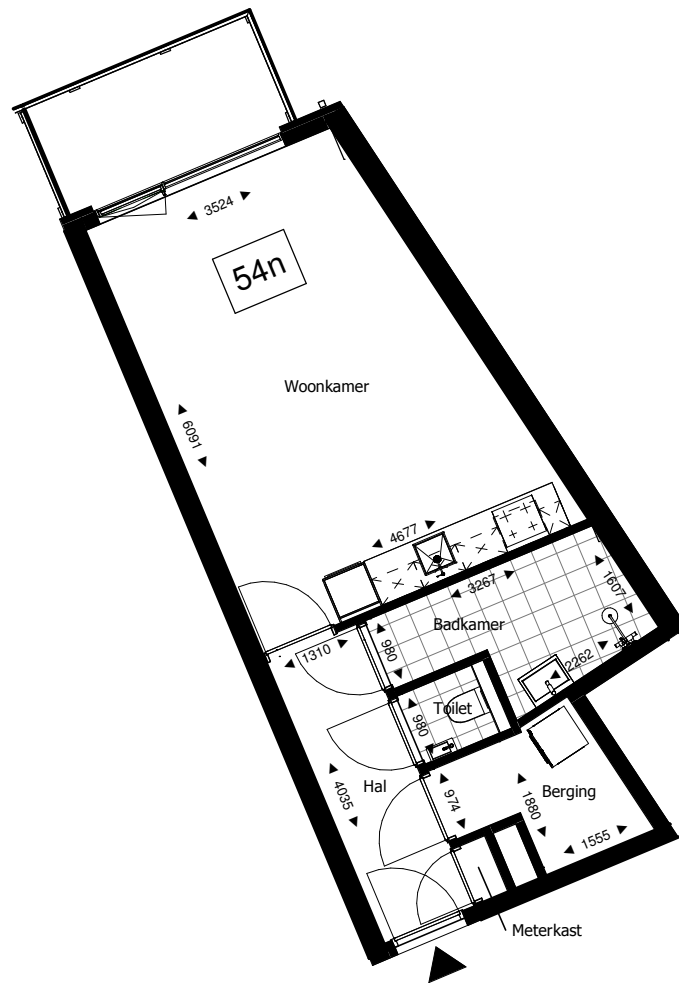 3524
54n
Woonkamer
6091
4677
3267
1607
Badkamer
1310
980
2262
Toilet
980
Hal
4035
974
1880
Berging
1555
Meterkast